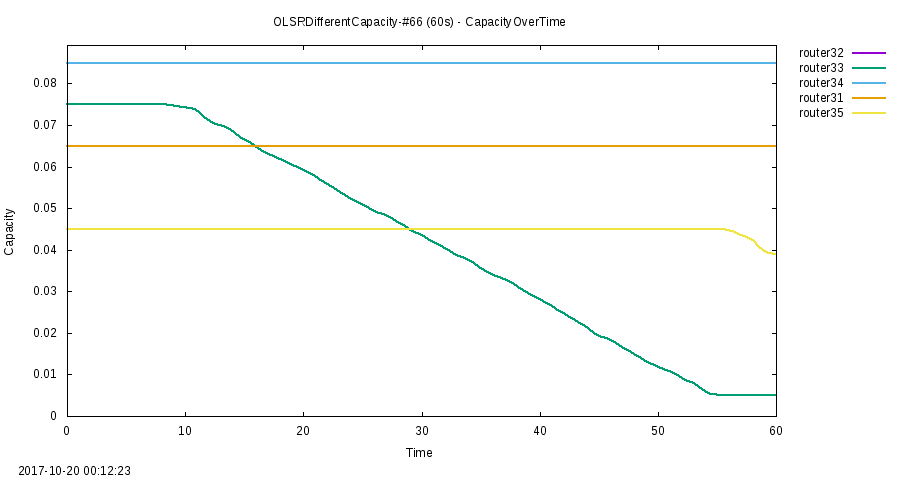 OLSRDifferentCapacity-#66 (60s) - CapacityOverTime
router32
router33
router34
router31
router35
0.08
0.07
0.06
0.05
0.04
0.03
0.02
0.01
0
Capacity
0 10 20 30 40 50 60
Time
2017-10-20 00:12:23